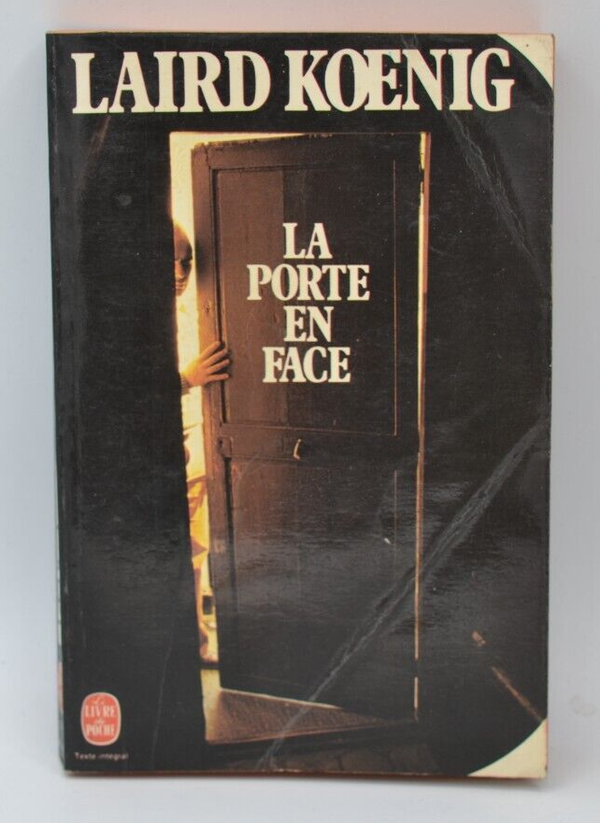 LAIRD KOENIG
LA
PORTE
EN
FACE
Le
LIVRE
de
POCHE
Texte intégral